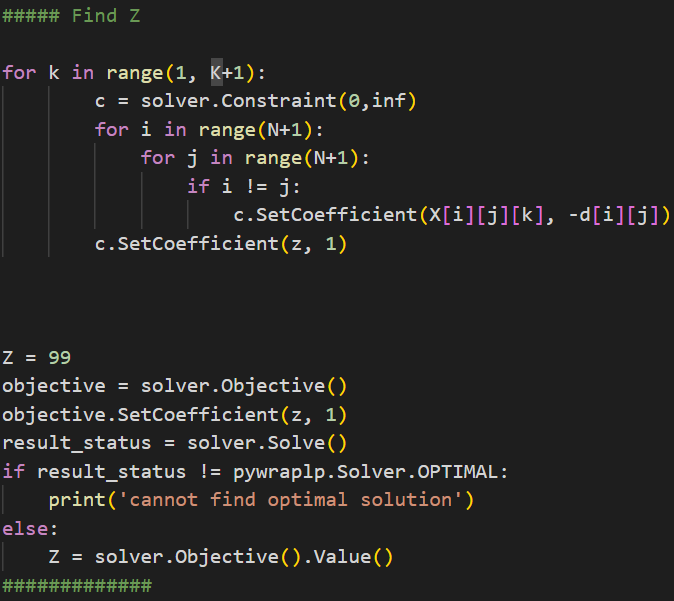 ##### Find Z
for k in range(1, K+1):
        c = solver.Constraint(0,inf)
        for i in range(N+1):
            for j in range(N+1):
                if i != j:
                    c.SetCoefficient(X[i][j][k], -d[i][j])
        c.SetCoefficient(z, 1)
Z = 99
objective = solver.Objective()
objective.SetCoefficient(z, 1)
result_status = solver.Solve()
if result_status != pywraplp.Solver.OPTIMAL:
    print('cannot find optimal solution')
else:
    Z = solver.Objective().Value()
#############